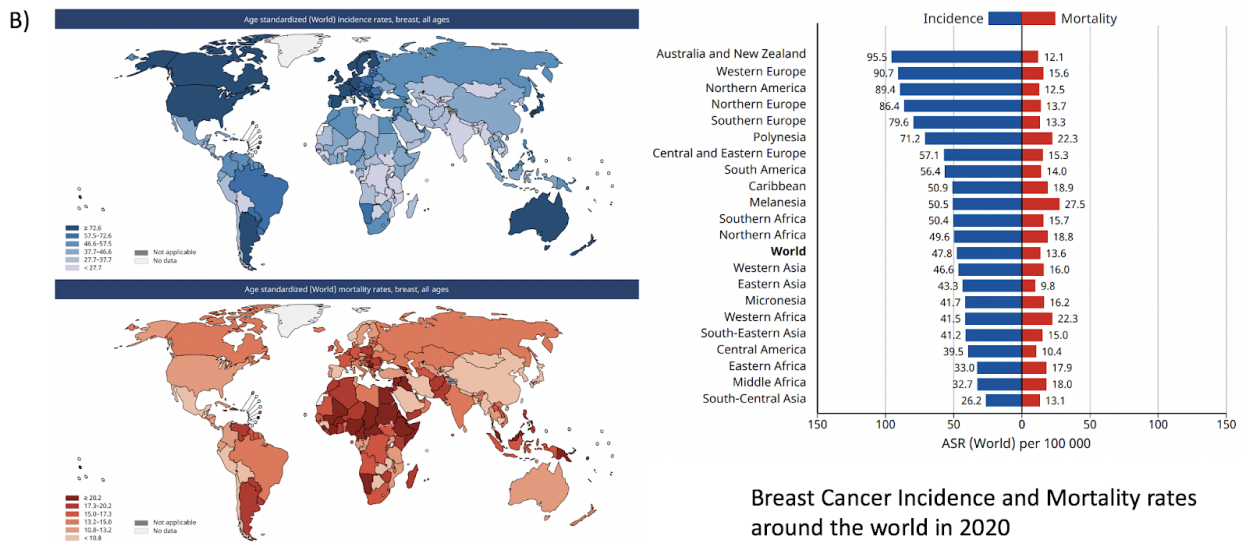 B)
Age standardized (World) incidence rates, breast, all ages
≥ 72.6
57.5–72.6
46.6–57.5
37.7–46.6
27.7–37.7
< 27.7
Not applicable
No data
Age standardized (World) mortality rates, breast, all ages
≥ 20.2
17.3–20.2
15.0–17.3
13.2–15.0
10.8–13.2
< 10.8
Not applicable
No data
Incidence Mortality
Australia and New Zealand 95.5 12.1
Western Europe 90.7 15.6
Northern America 89.4 12.5
Northern Europe 86.4 13.7
Southern Europe 79.6 13.3
Polynesia 71.2 22.3
Central and Eastern Europe 57.1 15.3
South America 56.4 14.0
Caribbean 50.9 18.9
Melanesia 50.5 27.5
Southern Africa 50.4 15.7
Northern Africa 49.6 18.8
World 47.8 13.6
Western Asia 46.6 16.0
Eastern Asia 43.3 9.8
Micronesia 41.7 16.2
Western Africa 41.5 22.3
South-Eastern Asia 41.2 15.0
Central America 39.5 10.4
Eastern Africa 33.0 17.9
Middle Africa 32.7 18.0
South-Central Asia 26.2 13.1
150 100 50 0 50 100 150
ASR (World) per 100 000
Breast Cancer Incidence and Mortality rates
around the world in 2020